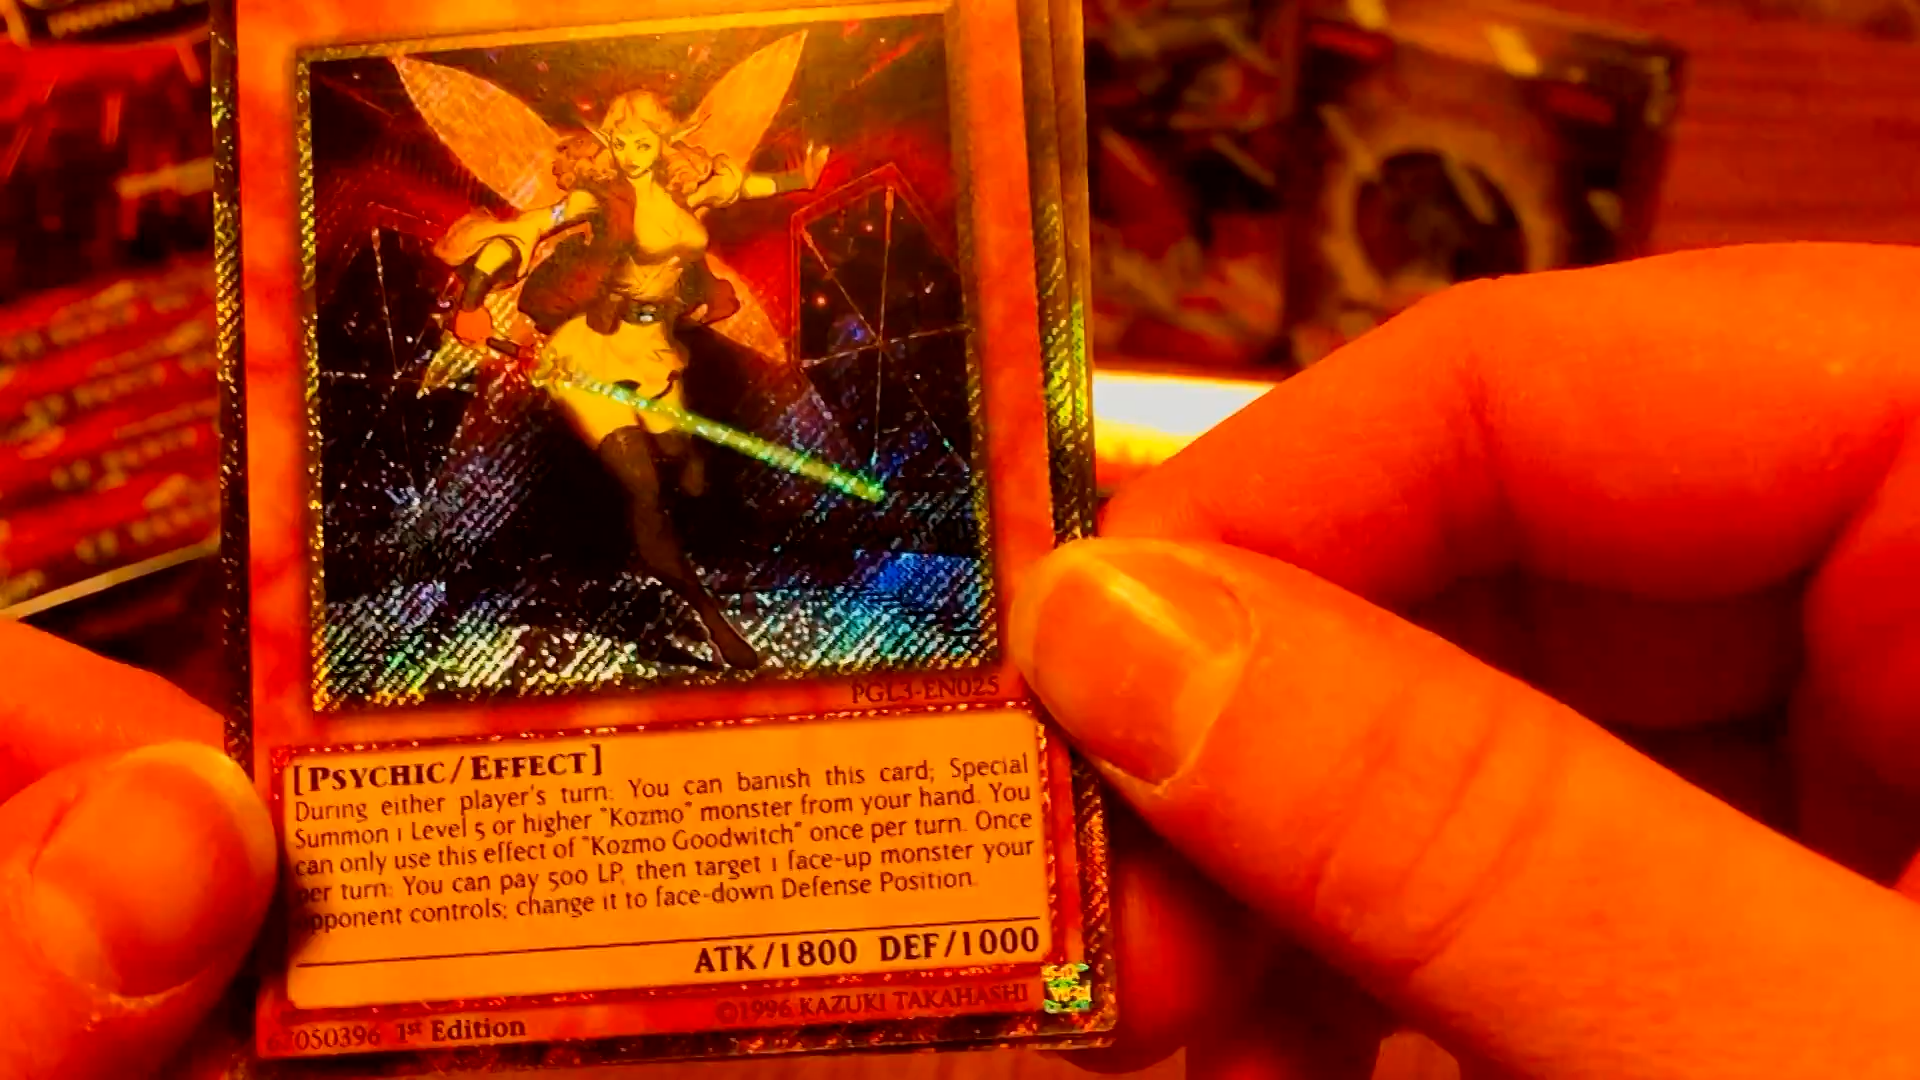 PGL3-EN025
[PSYCHIC/EFFECT]
During either player's turn: You can banish this card; Special
Summon 1 Level 5 or higher "Kozmo" monster from your hand. You
can only use this effect of "Kozmo Goodwitch" once per turn. Once
per turn: You can pay 500 LP, then target 1 face-up monster your
opponent controls; change it to face-down Defense Position.
ATK/1800 DEF/1000
050396 1st Edition
©1996 KAZUKI TAKAHASHI